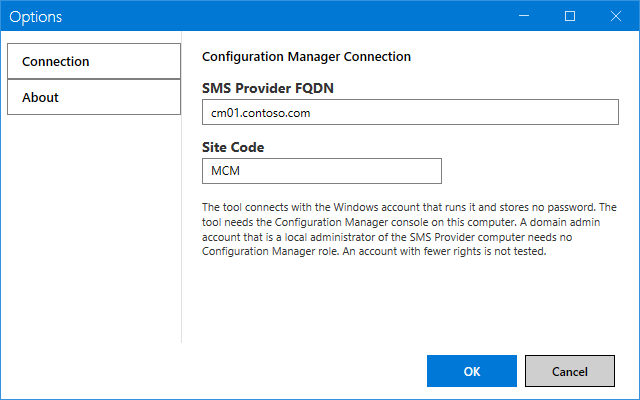 Options
Connection
About
Configuration Manager Connection
SMS Provider FQDN
cm01.contoso.com
Site Code
MCM
The tool connects with the Windows account that runs it and stores no password. The
tool needs the Configuration Manager console on this computer. A domain admin
account that is a local administrator of the SMS Provider computer needs no
Configuration Manager role. An account with fewer rights is not tested.
OK
Cancel